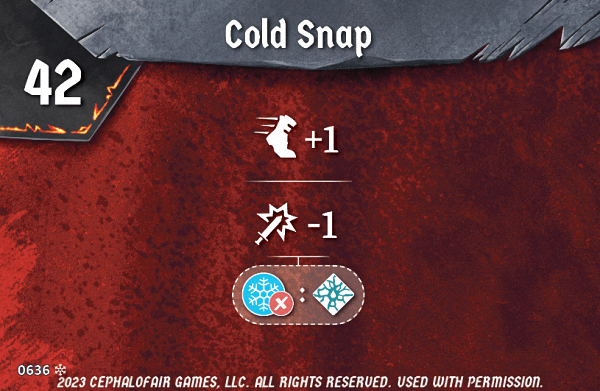 Cold Snap
42
+1
-1
:
0636
2023 CEPHALOFAIR GAMES, LLC. ALL RIGHTS RESERVED. USED WITH PERMISSION.